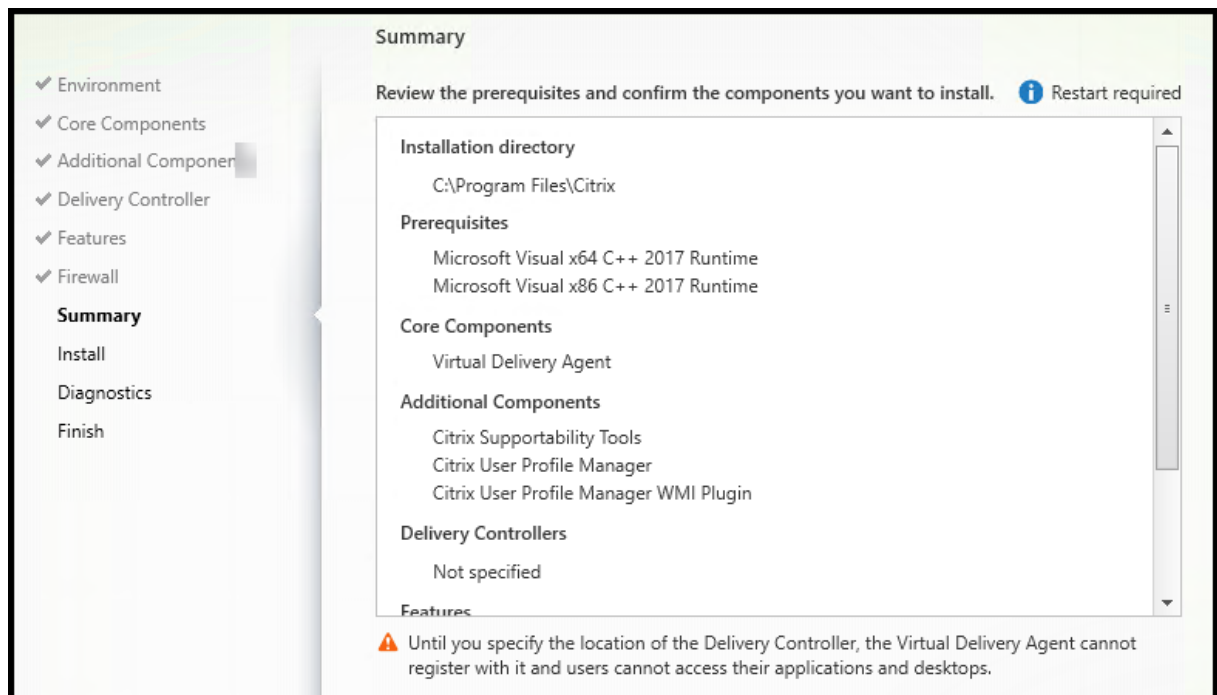 Summary
Environment
Core Components
Additional Componen
Delivery Controller
Features
Firewall
Summary
Install
Diagnostics
Finish
Review the prerequisites and confirm the components you want to install.
Restart required
Installation directory
C:\Program Files\Citrix
Prerequisites
Microsoft Visual x64 C++ 2017 Runtime
Microsoft Visual x86 C++ 2017 Runtime
Core Components
Virtual Delivery Agent
Additional Components
Citrix Supportability Tools
Citrix User Profile Manager
Citrix User Profile Manager WMI Plugin
Delivery Controllers
Not specified
Features
Until you specify the location of the Delivery Controller, the Virtual Delivery Agent cannot
register with it and users cannot access their applications and desktops.